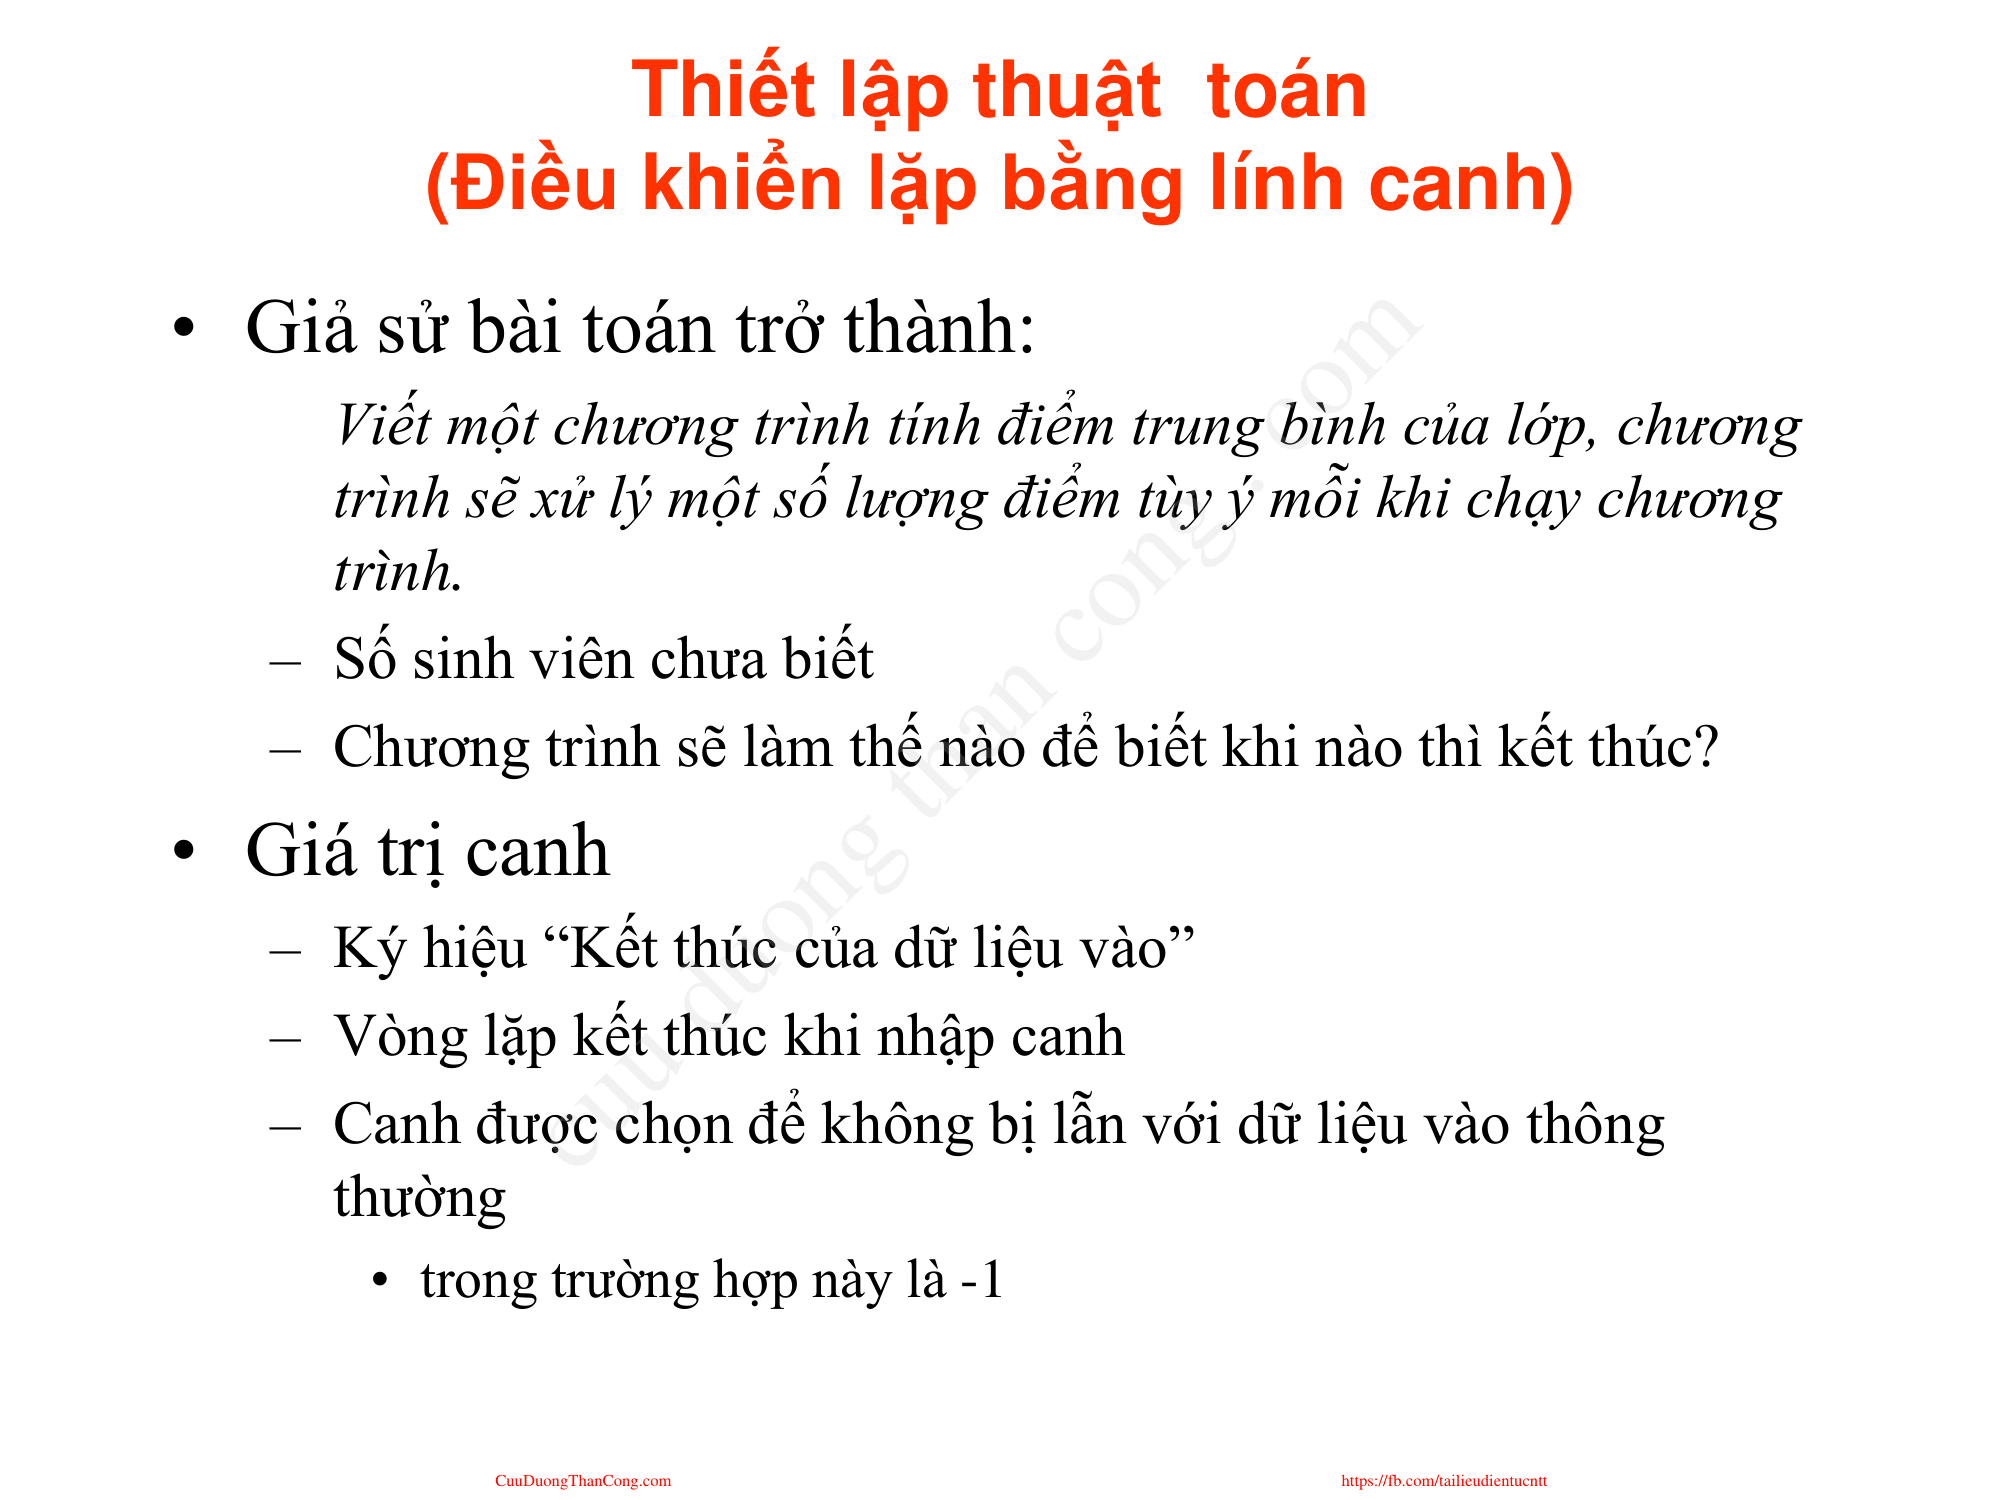 Thiết lập thuật  toán
(Điều khiển lặp bằng lính canh)
• Giả sử bài toán trở thành:
Viết một chương trình tính điểm trung bình của lớp, chương
trình sẽ xử lý một số lượng điểm tùy ý mỗi khi chạy chương
trình.
– Số sinh viên chưa biết
– Chương trình sẽ làm thế nào để biết khi nào thì kết thúc?
• Giá trị canh
– Ký hiệu “Kết thúc của dữ liệu vào”
– Vòng lặp kết thúc khi nhập canh
– Canh được chọn để không bị lẫn với dữ liệu vào thông
thường
• trong trường hợp này là -1
cuu duong than cong . com
CuuDuongThanCong.com
https://fb.com/tailieudientucntt